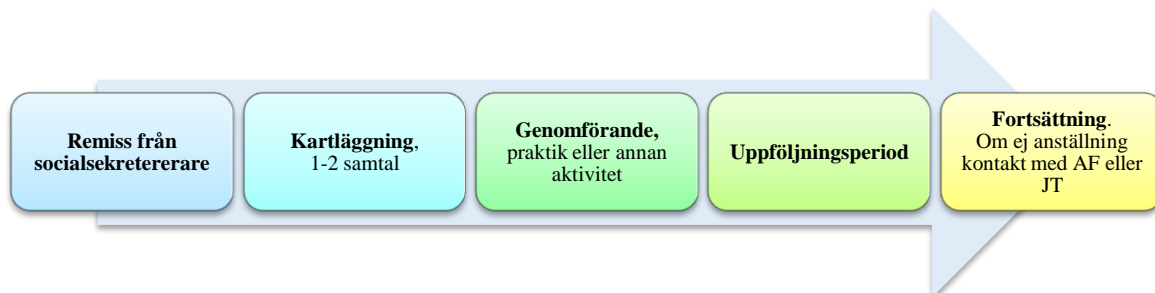 Remiss från
socialsekretererare
Kartläggning,
1-2 samtal
Genomförande,
praktik eller annan
aktivitet
Uppföljningsperiod
Fortsättning.
Om ej anställning
kontakt med AF eller
JT